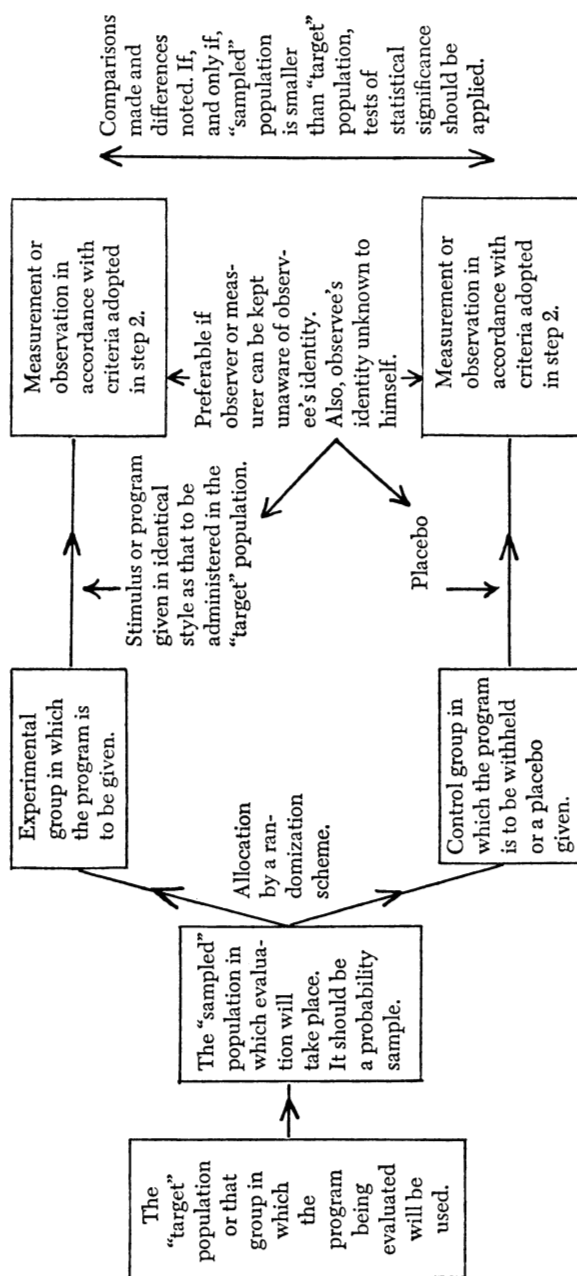 The
"target"
population
or that
group in
which
the
program
being
evaluated
will be
used.
The "sampled"
population in
which evalua-
tion will
take place.
It should be
a probability
sample.
Allocation
by a ran-
domization
scheme.
Experimental
group in which
the program is
to be given.
Control group in
which the program
is to be withheld
or a placebo
given.
Stimulus or program
given in identical
style as that to be
administered in the
"target" population.
Placebo
Measurement or
observation in
accordance with
criteria adopted
in step 2.
Preferable if
observer or meas-
urer can be kept
unaware of observ-
ee's identity.
Also, observee's
identity unknown to
himself.
Measurement or
observation in
accordance with
criteria adopted
in step 2.
Comparisons
made and
differences
noted. If,
and only if,
"sampled"
population
is smaller
than "target"
population,
tests of
statistical
significance
should be
applied.